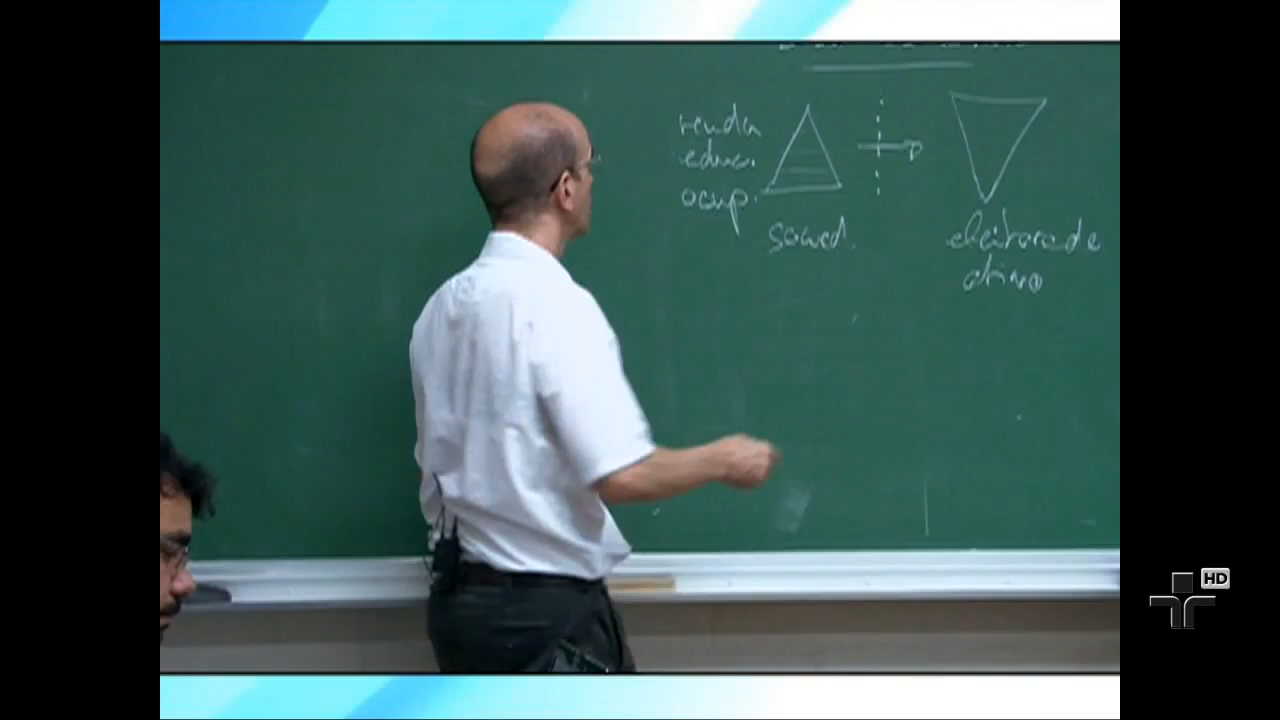 renda
educ.
ocup.
socied.
eleitorado
ativo
HD